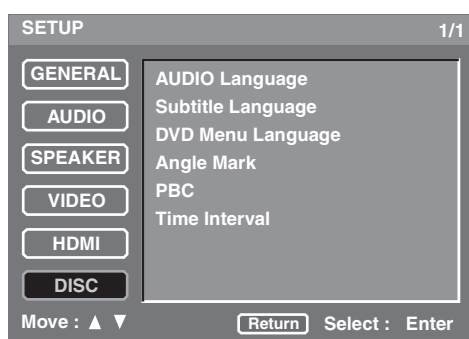 SETUP 1/1
GENERAL
AUDIO
SPEAKER
VIDEO
HDMI
DISC
AUDIO Language
Subtitle Language
DVD Menu Language
Angle Mark
PBC
Time Interval
Move : ▲ ▼ Return Select : Enter